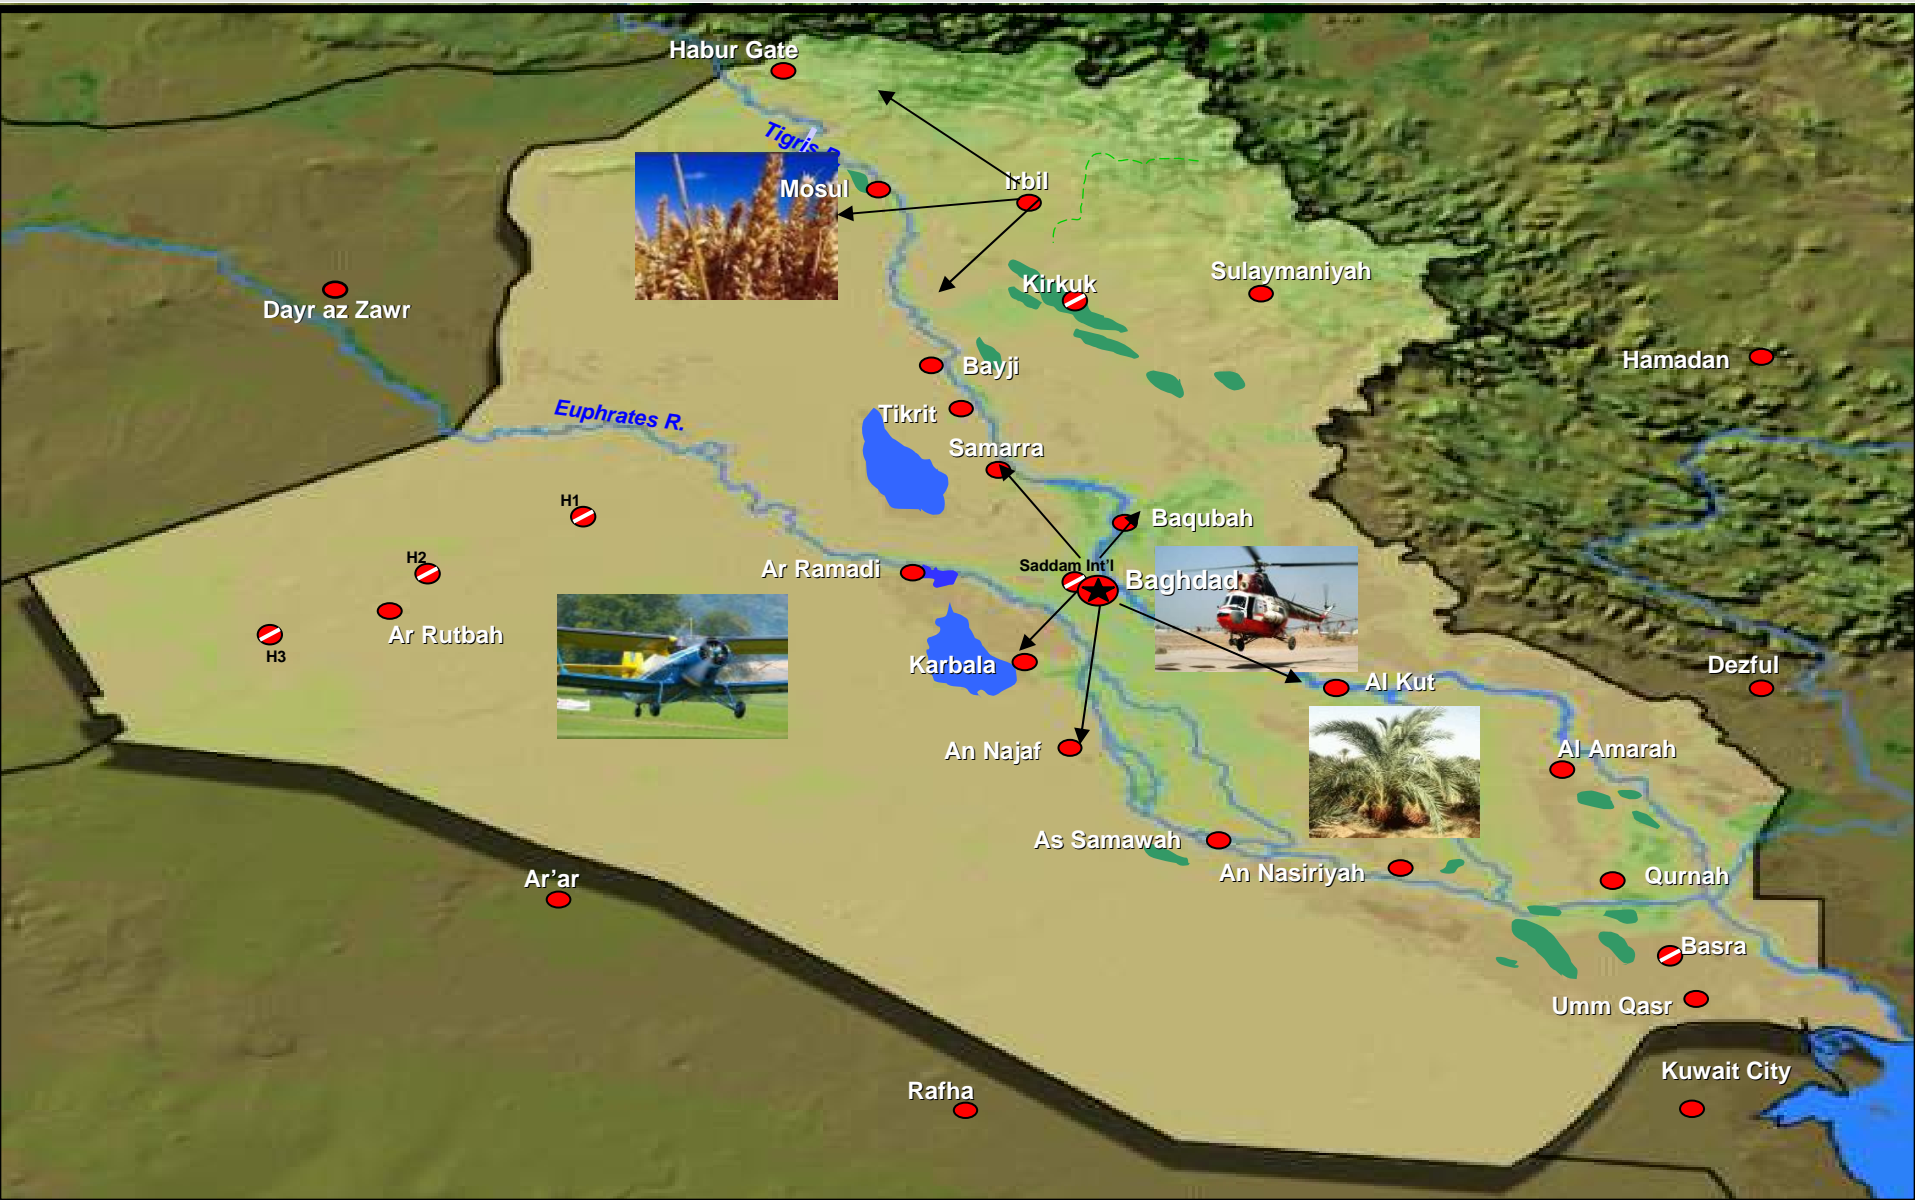 Habur Gate
Tigris R.
Mosul
Irbil
Kirkuk
Sulaymaniyah
Dayr az Zawr
Hamadan
Bayji
Tikrit
Euphrates R.
Samarra
H1
Baqubah
H2
Ar Ramadi
Saddam Int'l
Baghdad
Ar Rutbah
H3
Karbala
Al Kut
Dezful
An Najaf
Al Amarah
As Samawah
An Nasiriyah
Qurnah
Ar’ar
Basra
Umm Qasr
Kuwait City
Rafha